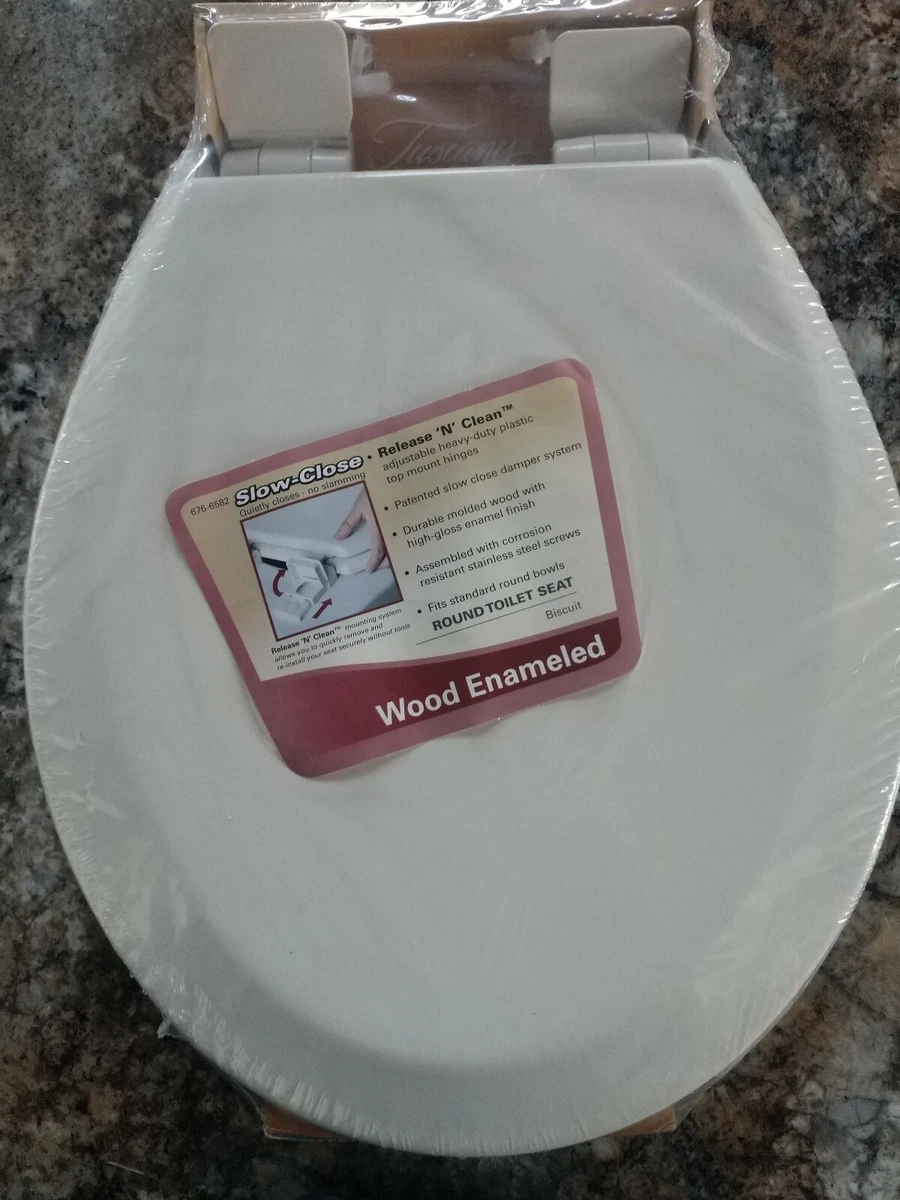 Tuscany
676-6582 Slow-Close
Quietly closes - no slamming
• Release 'N' Clean™
adjustable heavy-duty plastic
top mount hinges
• Patented slow close damper system
• Durable molded wood with
high-gloss enamel finish
• Assembled with corrosion
resistant stainless steel screws
• Fits standard round bowls
ROUND TOILET SEAT
Biscuit
Release 'N' Clean™ mounting system
allows you to quickly remove and
re-install your seat securely without tools
Wood Enameled